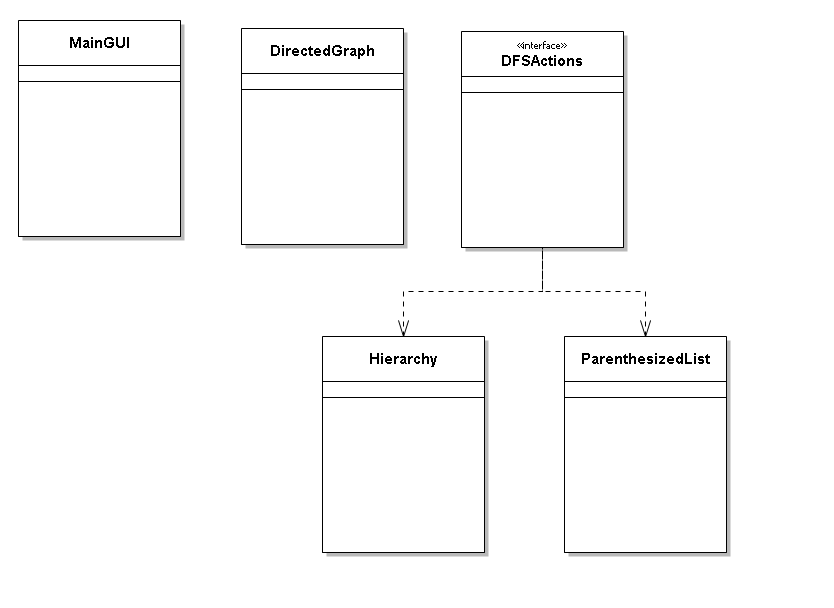 MainGUI
DirectedGraph
«interface»
DFSActions
Hierarchy
ParenthesizedList